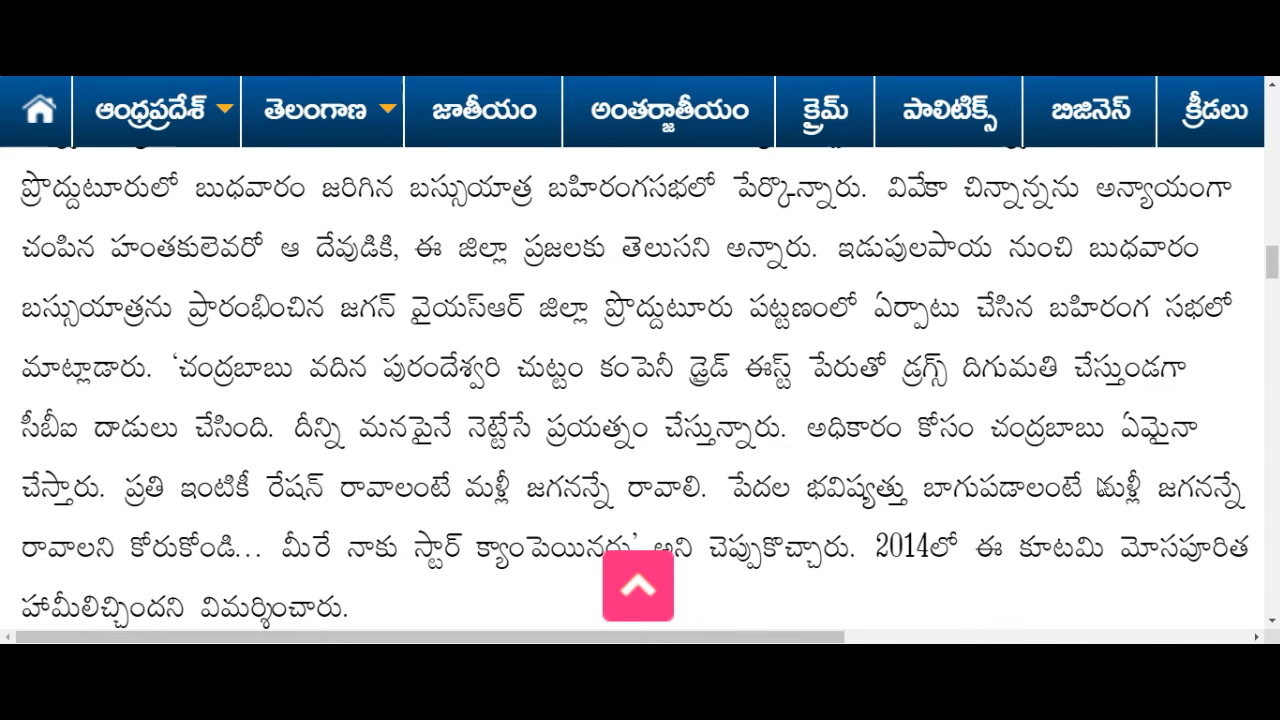 ఆంధ్రప్రదేశ్ తెలంగాణ జాతీయం అంతర్జాతీయం క్రైమ్ పాలిటిక్స్ బిజినెస్ క్రీడలు
ప్రొద్దుటూరులో బుధవారం జరిగిన బస్సుయాత్ర బహిరంగసభలో పేర్కొన్నారు. వివేకా చిన్నాన్నను అన్యాయంగా
చంపిన హంతకులెవరో ఆ దేవుడికి, ఈ జిల్లా ప్రజలకు తెలుసని అన్నారు. ఇడుపులపాయ నుంచి బుధవారం
బస్సుయాత్రను ప్రారంభించిన జగన్ వైయస్ఆర్ జిల్లా ప్రొద్దుటూరు పట్టణంలో ఏర్పాటు చేసిన బహిరంగ సభలో
మాట్లాడారు. ‘చంద్రబాబు వదిన పురందేశ్వరి చుట్టం కంపెనీ డ్రైడ్ ఈస్ట్ పేరుతో డ్రగ్స్ దిగుమతి చేస్తుండగా
సీబీఐ దాడులు చేసింది. దీన్ని మనపైనే నెట్టేసే ప్రయత్నం చేస్తున్నారు. అధికారం కోసం చంద్రబాబు ఏమైనా
చేస్తారు. ప్రతి ఇంటికీ రేషన్ రావాలంటే మళ్లీ జగనన్నే రావాలి. పేదల భవిష్యత్తు బాగుపడాలంటే మళ్లీ జగనన్నే
రావాలని కోరుకోండి... మీరే నాకు స్టార్ క్యాంపెయినర్లు’ అని చెప్పుకొచ్చారు. 2014లో ఈ కూటమి మోసపూరిత
హామీలిచ్చిందని విమర్శించారు.